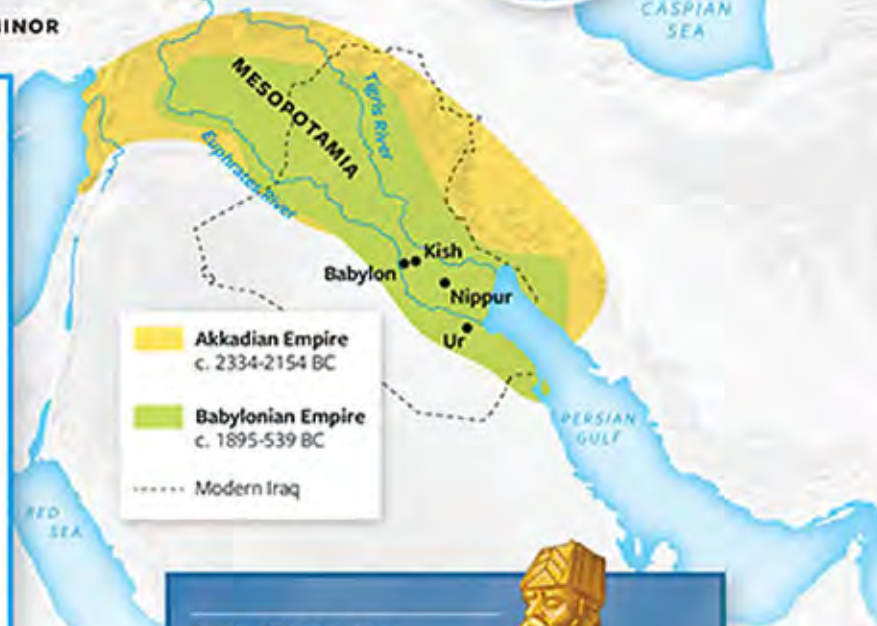 MINOR
CASPIAN
SEA
MESOPOTAMIA
Tigris River
Euphrates River
Kish
Babylon
Nippur
Ur
Akkadian Empire
c. 2334-2154 BC
Babylonian Empire
c. 1895-539 BC
Modern Iraq
PERSIAN
GULF
RED
SEA